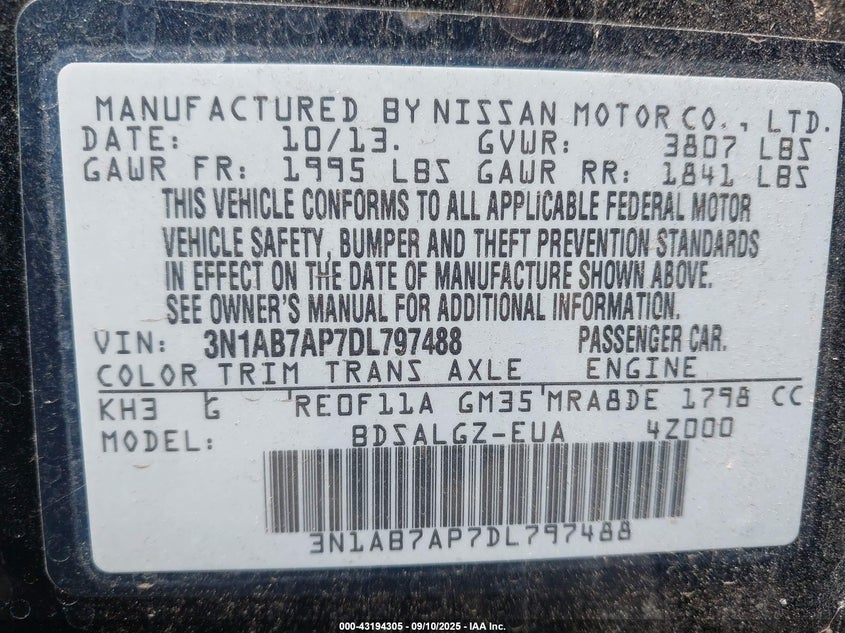 MANUFACTURED BY NISSAN MOTOR CO., LTD.
DATE: 10/13. GVWR: 3807 LBS
GAWR FR: 1995 LBS GAWR RR: 1841 LBS
THIS VEHICLE CONFORMS TO ALL APPLICABLE FEDERAL MOTOR
VEHICLE SAFETY, BUMPER AND THEFT PREVENTION STANDARDS
IN EFFECT ON THE DATE OF MANUFACTURE SHOWN ABOVE.
SEE OWNER'S MANUAL FOR ADDITIONAL INFORMATION.
VIN: 3N1AB7AP7DL797488 PASSENGER CAR.
COLOR TRIM TRANS AXLE ENGINE
KH3 G RE0F11A GM35 MRA8DE 1798 CC
MODEL: BDSALGZ-EUA 4Z000
3N1AB7AP7DL797488
000-43194305 - 09/10/2025 - IAA Inc.